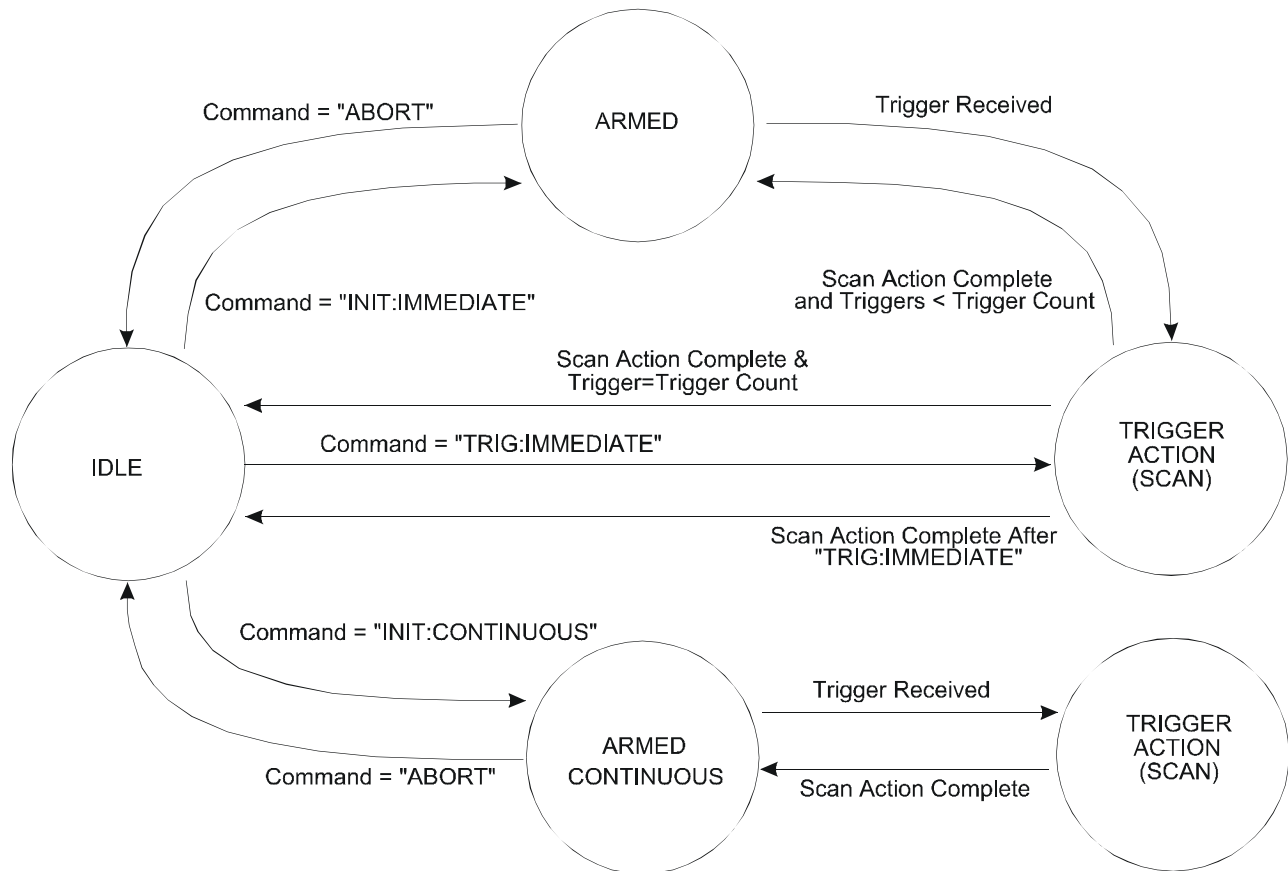 Command = "ABORT"
ARMED
Trigger Received
Command = "INIT:IMMEDIATE"
Scan Action Complete
and Triggers < Trigger Count
Scan Action Complete &
Trigger=Trigger Count
Command = "TRIG:IMMEDIATE"
IDLE
TRIGGER
ACTION
(SCAN)
Scan Action Complete After
"TRIG:IMMEDIATE"
Command = "INIT:CONTINUOUS"
Trigger Received
ARMED
CONTINUOUS
TRIGGER
ACTION
(SCAN)
Command = "ABORT"
Scan Action Complete